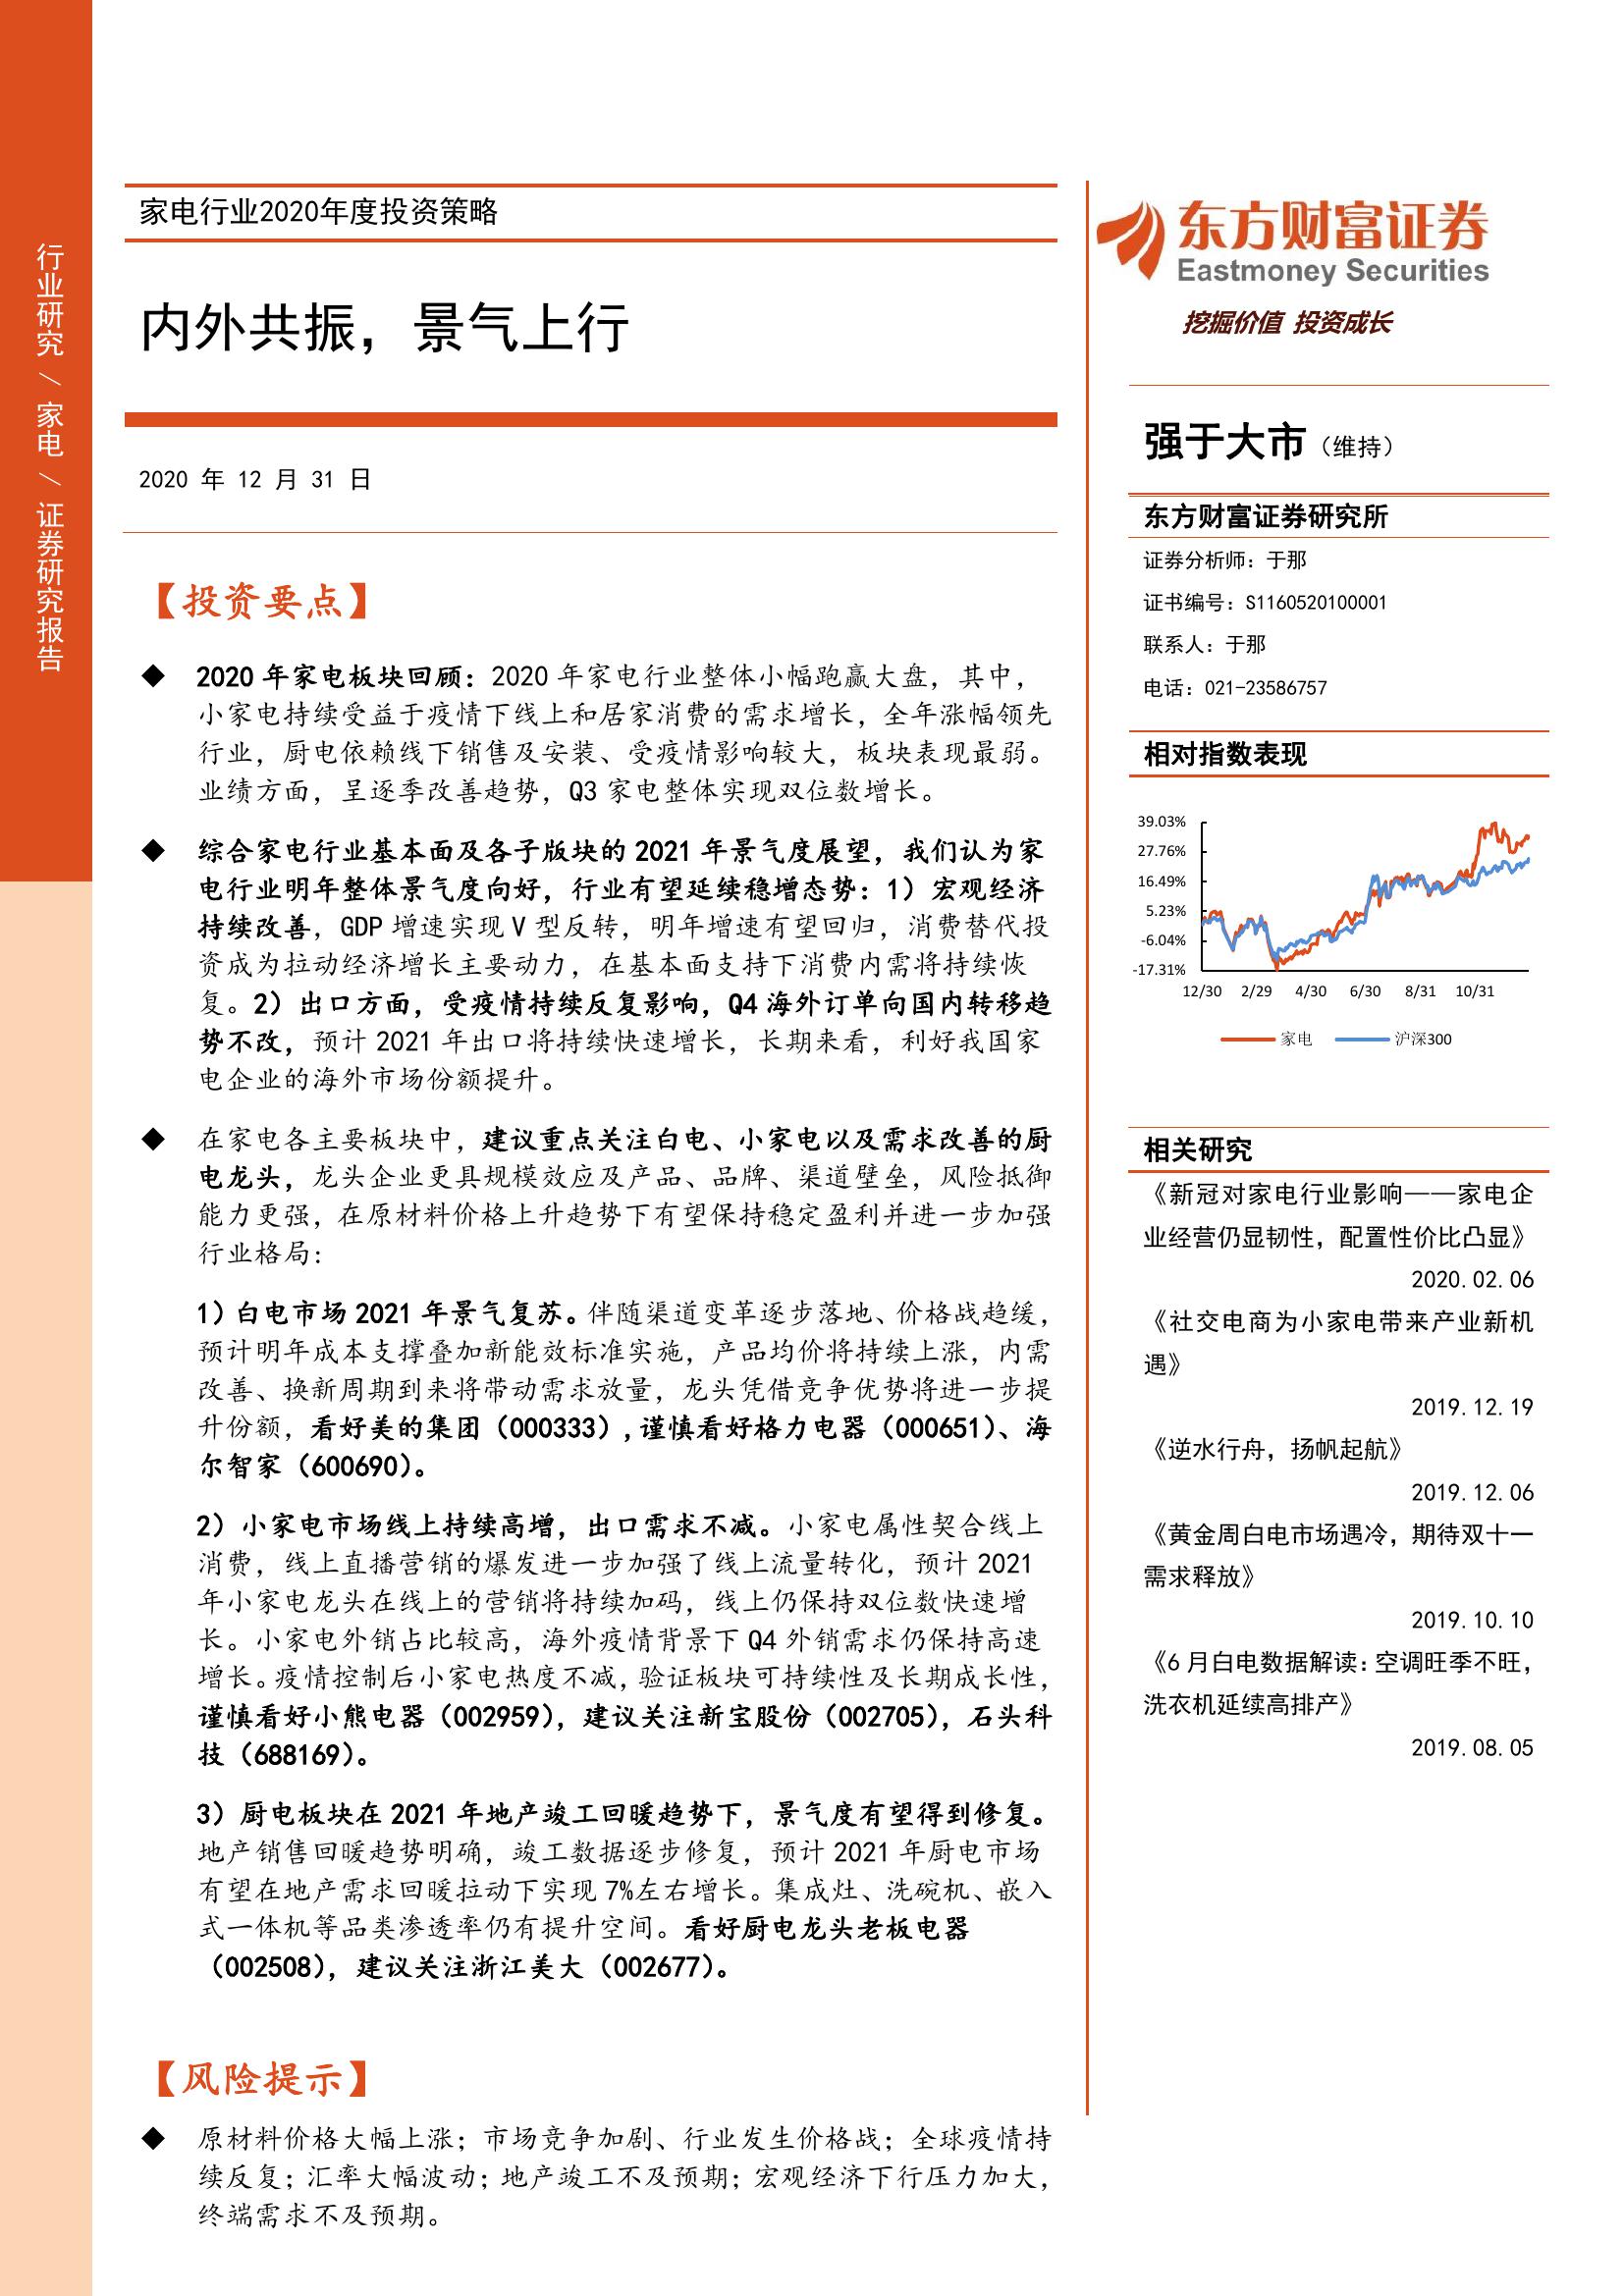 行业研究 / 家电 / 证券研究报告
家电行业2020年度投资策略
内外共振，景气上行
2020 年 12 月 31 日
【投资要点】
◆ 2020 年家电板块回顾：2020 年家电行业整体小幅跑赢大盘，其中，
小家电持续受益于疫情下线上和居家消费的需求增长，全年涨幅领先
行业，厨电依赖线下销售及安装、受疫情影响较大，板块表现最弱。
业绩方面，呈逐季改善趋势，Q3 家电整体实现双位数增长。
◆ 综合家电行业基本面及各子版块的 2021 年景气度展望，我们认为家
电行业明年整体景气度向好，行业有望延续稳增态势：1）宏观经济
持续改善，GDP 增速实现 V 型反转，明年增速有望回归，消费替代投
资成为拉动经济增长主要动力，在基本面支持下消费内需将持续恢
复。2）出口方面，受疫情持续反复影响，Q4 海外订单向国内转移趋
势不改，预计 2021 年出口将持续快速增长，长期来看，利好我国家
电企业的海外市场份额提升。
◆ 在家电各主要板块中，建议重点关注白电、小家电以及需求改善的厨
电龙头，龙头企业更具规模效应及产品、品牌、渠道壁垒，风险抵御
能力更强，在原材料价格上升趋势下有望保持稳定盈利并进一步加强
行业格局：
1）白电市场 2021 年景气复苏。伴随渠道变革逐步落地、价格战趋缓，
预计明年成本支撑叠加新能效标准实施，产品均价将持续上涨，内需
改善、换新周期到来将带动需求放量，龙头凭借竞争优势将进一步提
升份额，看好美的集团（000333）,谨慎看好格力电器（000651）、海
尔智家（600690）。
2）小家电市场线上持续高增，出口需求不减。小家电属性契合线上
消费，线上直播营销的爆发进一步加强了线上流量转化，预计 2021
年小家电龙头在线上的营销将持续加码，线上仍保持双位数快速增
长。小家电外销占比较高，海外疫情背景下 Q4 外销需求仍保持高速
增长。疫情控制后小家电热度不减，验证板块可持续性及长期成长性，
谨慎看好小熊电器（002959），建议关注新宝股份（002705），石头科
技（688169）。
3）厨电板块在 2021 年地产竣工回暖趋势下，景气度有望得到修复。
地产销售回暖趋势明确，竣工数据逐步修复，预计 2021 年厨电市场
有望在地产需求回暖拉动下实现 7%左右增长。集成灶、洗碗机、嵌入
式一体机等品类渗透率仍有提升空间。看好厨电龙头老板电器
（002508），建议关注浙江美大（002677）。
【风险提示】
◆ 原材料价格大幅上涨；市场竞争加剧、行业发生价格战；全球疫情持
续反复；汇率大幅波动；地产竣工不及预期；宏观经济下行压力加大，
终端需求不及预期。
东方财富证券
Eastmoney Securities
挖掘价值 投资成长
强于大市（维持）
东方财富证券研究所
证券分析师：于那
证书编号：S1160520100001
联系人：于那
电话：021-23586757
相对指数表现
39.03%
27.76%
16.49%
5.23%
-6.04%
-17.31%
12/30 2/29 4/30 6/30 8/31 10/31
家电 沪深300
相关研究
《新冠对家电行业影响——家电企
业经营仍显韧性，配置性价比凸显》
2020.02.06
《社交电商为小家电带来产业新机
遇》
2019.12.19
《逆水行舟，扬帆起航》
2019.12.06
《黄金周白电市场遇冷，期待双十一
需求释放》
2019.10.10
《6 月白电数据解读：空调旺季不旺，
洗衣机延续高排产》
2019.08.05